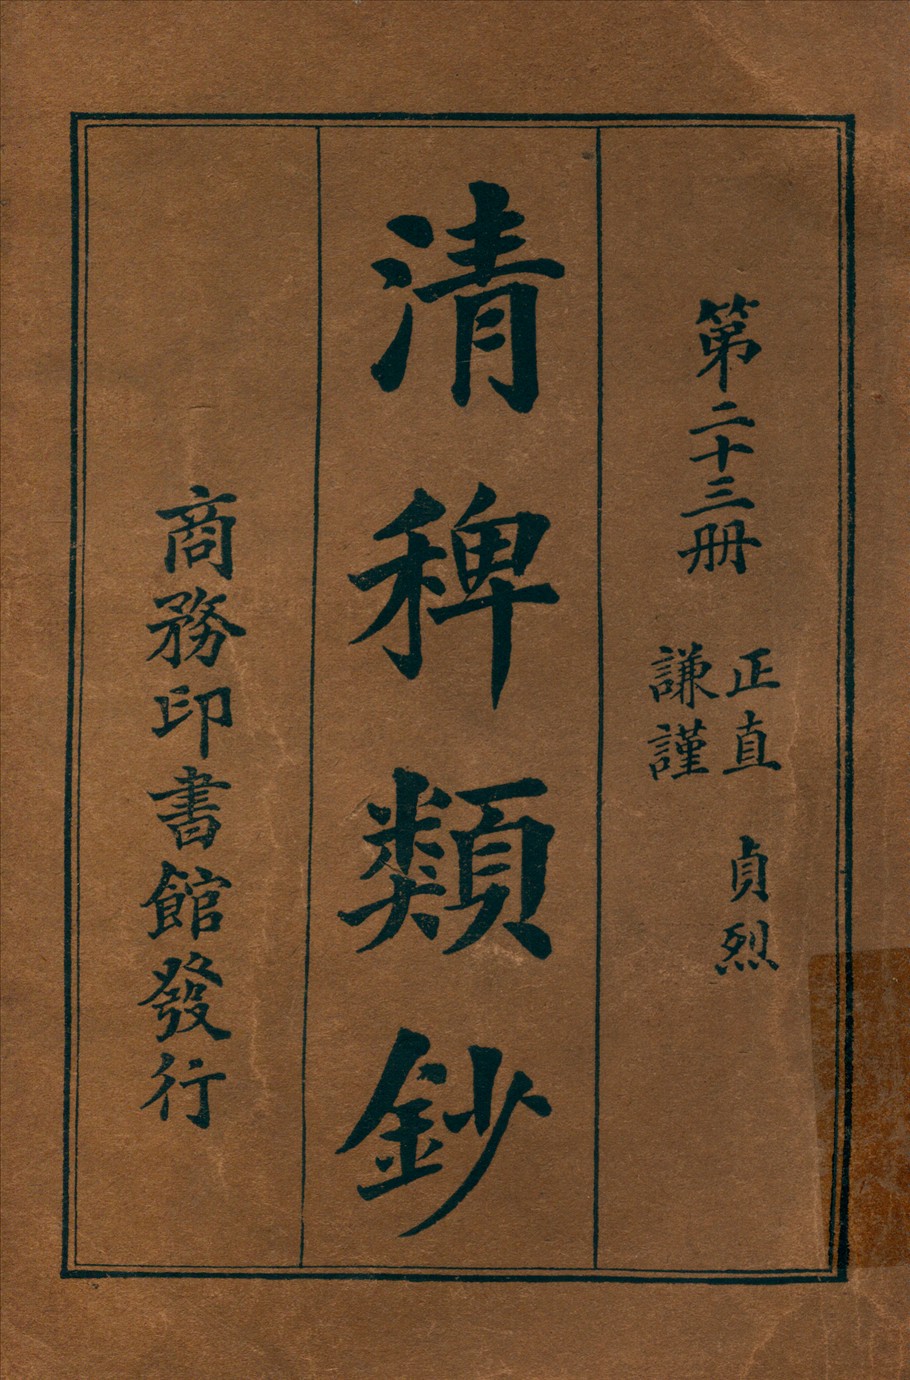 第二十三册
正直　貞烈
謙謹
清稗類鈔
商務印書館發行